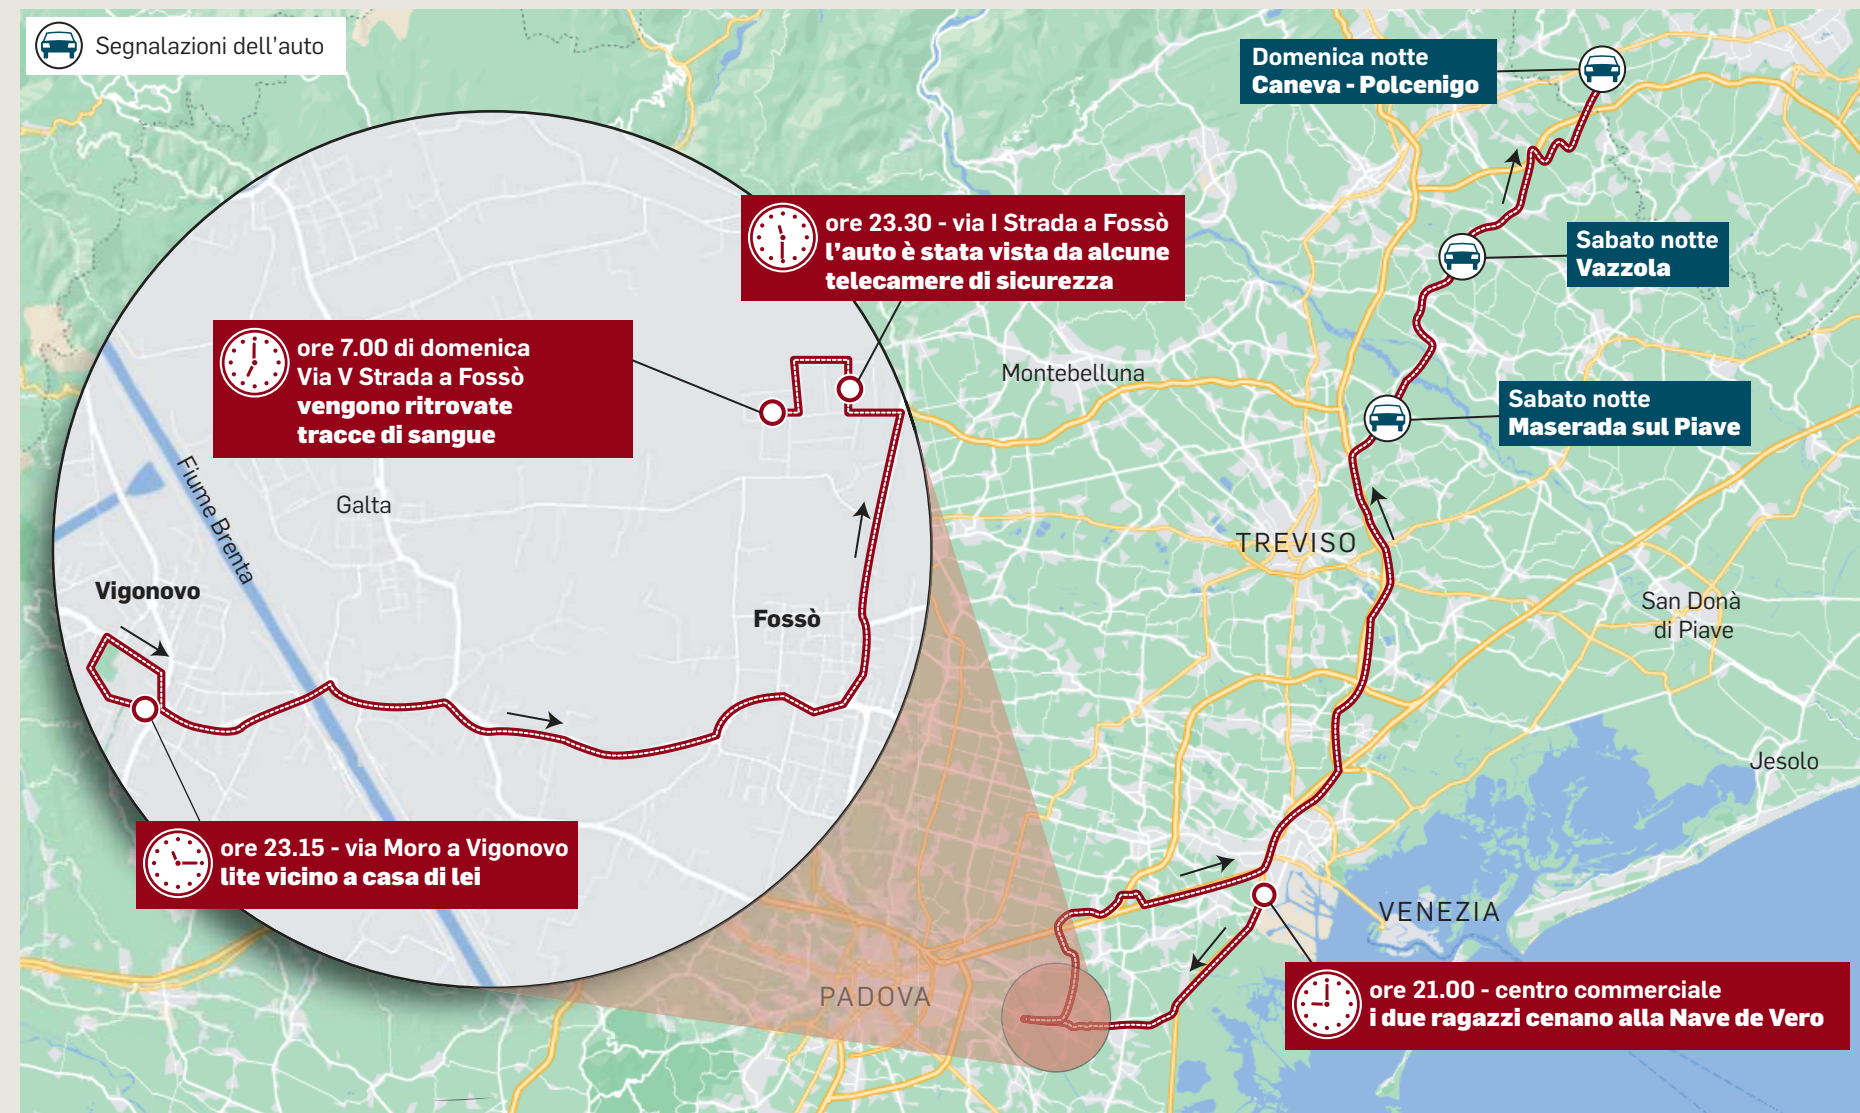 Segnalazioni dell'auto
Domenica notte
Caneva - Polcenigo
ore 23.30 - via I Strada a Fossò
l'auto è stata vista da alcune
telecamere di sicurezza
Sabato notte
Vazzola
ore 7.00 di domenica
Via V Strada a Fossò
vengono ritrovate
tracce di sangue
Montebelluna
Sabato notte
Maserada sul Piave
Fiume Brenta
Galta
TREVISO
Vigonovo
Fossò
San Donà
di Piave
Jesolo
ore 23.15 - via Moro a Vigonovo
lite vicino a casa di lei
VENEZIA
PADOVA
ore 21.00 - centro commerciale
i due ragazzi cenano alla Nave de Vero